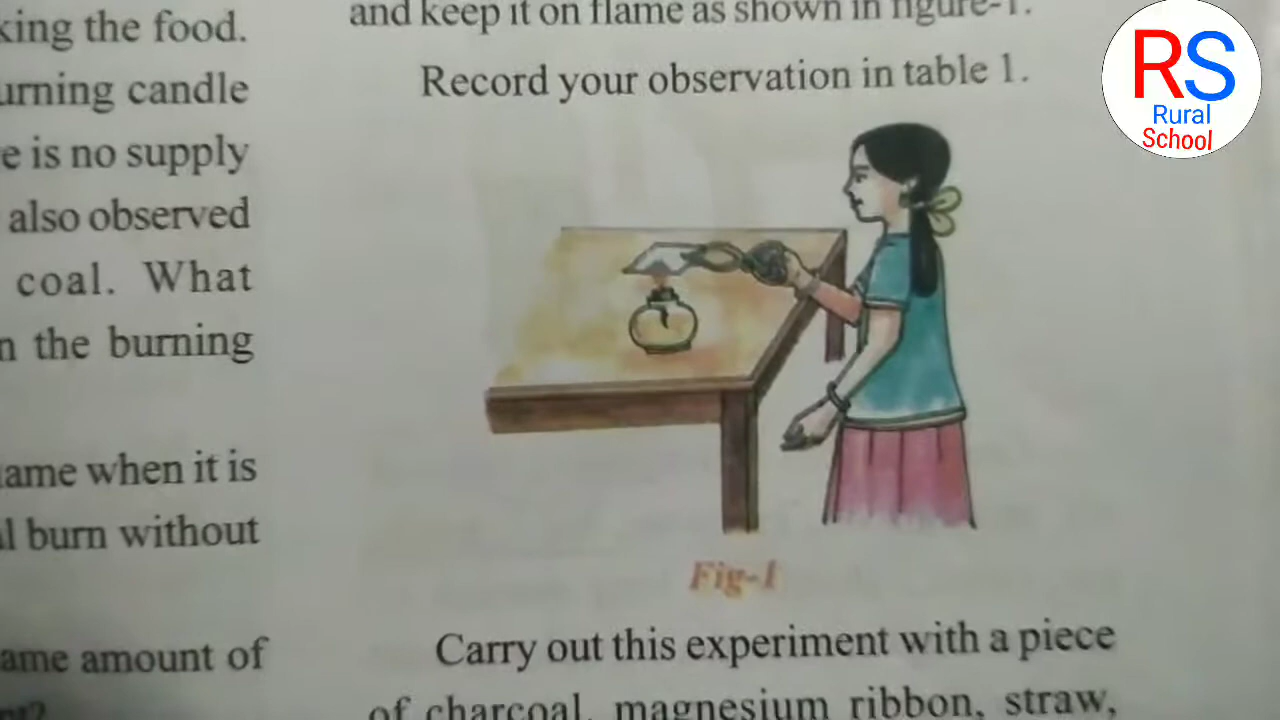 king the food.
urning candle
e is no supply
also observed
coal. What
n the burning
ame when it is
l burn without
ame amount of
and keep it on flame as shown in figure-1.
Record your observation in table 1.
Fig-1
Carry out this experiment with a piece
of charcoal, magnesium ribbon, straw,
RS
Rural
School